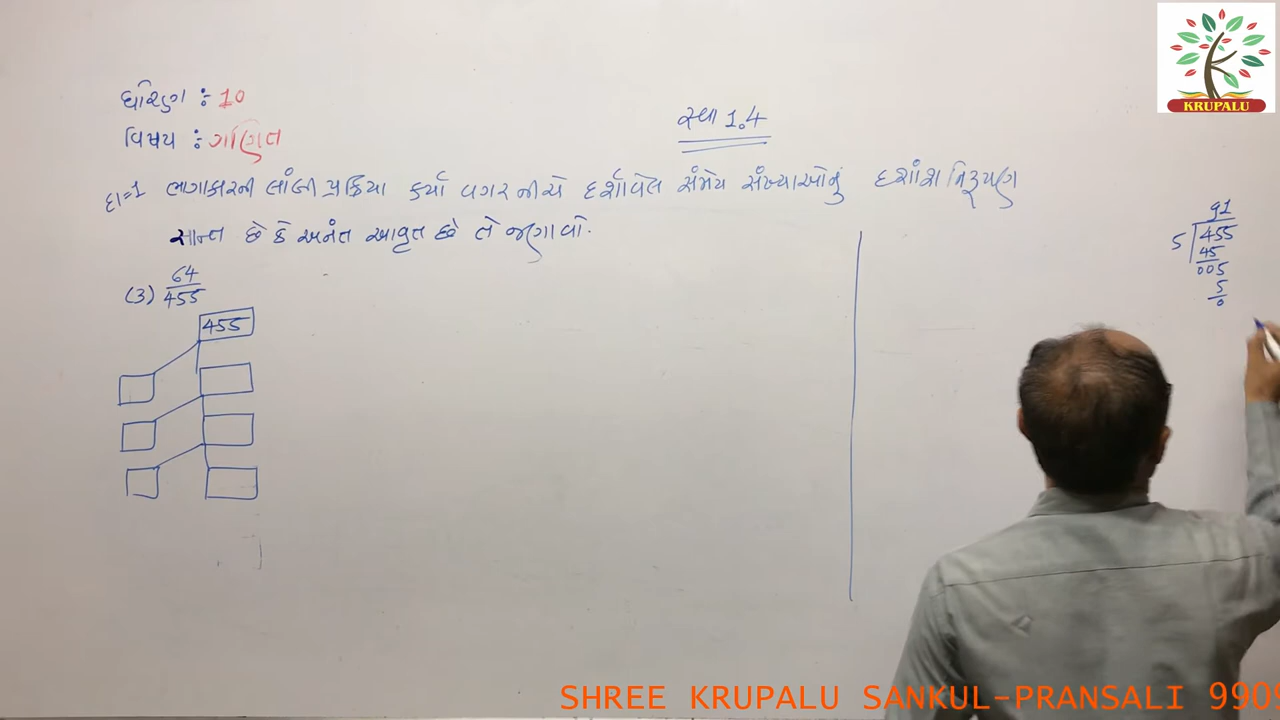 ધોરણ : 10
વિષય : ગણિત
સ્વા 1.4
દા=1 ભાગાકારની લાંબી પ્રક્રિયા કર્યા વગર નીચે દર્શાવેલ સંમેય સંખ્યાઓનું દશાંશ નિરૂપણ
સાન્ત છે કે અનંત આવૃત છે તે જણાવો.
(3) 64/455
455
91
5 455
45
005
5
0
KRUPALU
SHREE KRUPALU SANKUL-PRANSALI 9909